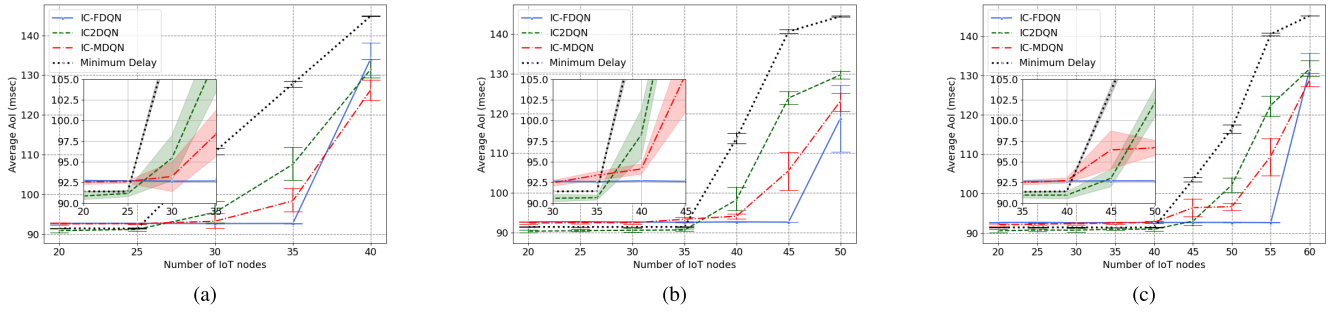 IC-FDQN
IC2DQN
IC-MDQN
Minimum Delay
Average AoI (msec)
140
130
120
110
100
90
105.0
102.5
100.0
97.5
95.0
92.5
90.0
20 25 30 35
20 25 30 35 40
Number of IoT nodes
(a)
IC-FDQN
IC2DQN
IC-MDQN
Minimum Delay
Average AoI (msec)
140
130
120
110
100
90
105.0
102.5
100.0
97.5
95.0
92.5
90.0
30 35 40 45
20 25 30 35 40 45 50
Number of IoT nodes
(b)
IC-FDQN
IC2DQN
IC-MDQN
Minimum Delay
Average AoI (msec)
140
130
120
110
100
90
105.0
102.5
100.0
97.5
95.0
92.5
90.0
35 40 45 50
20 25 30 35 40 45 50 55 60
Number of IoT nodes
(c)